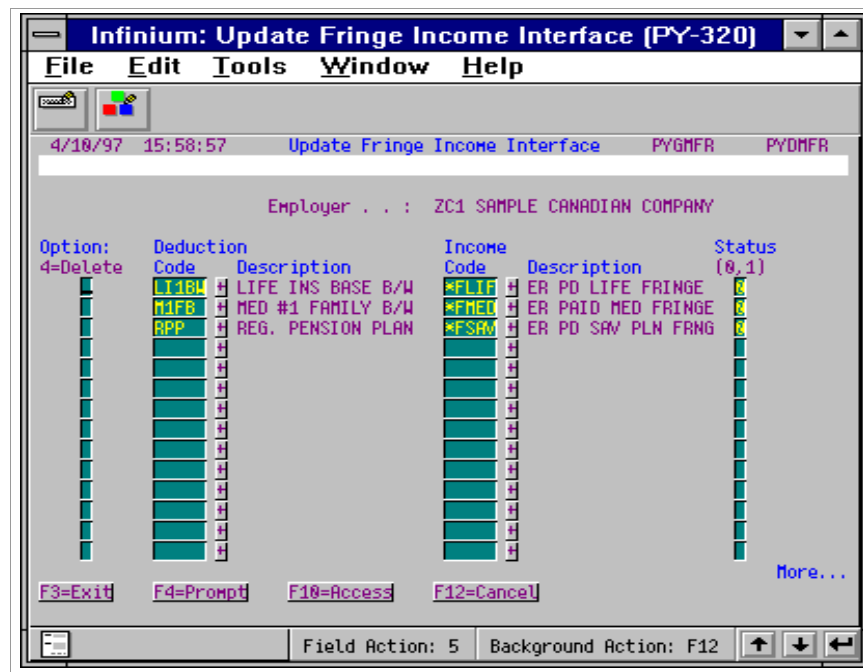 Infinium: Update Fringe Income Interface (PY-320)
File Edit Tools Window Help
4/10/97 15:58:57 Update Fringe Income Interface PYGMFR PYDMFR
Employer . . : ZC1 SAMPLE CANADIAN COMPANY
Option: Deduction Income Status
4=Delete Code Description Code Description (0,1)
LI1BW + LIFE INS BASE B/W *FLIF + ER PD LIFE FRINGE 0
M1FB + MED #1 FAMILY B/W *FMED + ER PAID MED FRINGE 0
RPP + REG. PENSION PLAN *FSAV + ER PD SAV PLN FRNG 0
+ +
+ +
+ +
+ +
+ +
+ +
+ +
+ +
+ +
+ +
+ +
More...
F3=Exit F4=Prompt F10=Access F12=Cancel
Field Action: 5 Background Action: F12